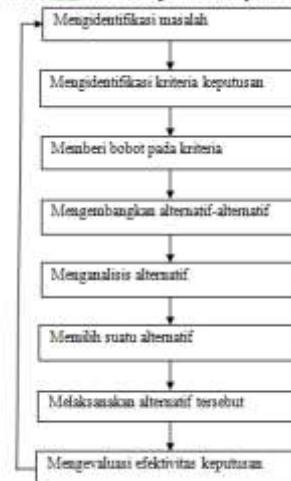 Mengidentifikasi masalah
Mengidentifikasi kriteria keputusan
Memberi bobot pada kriteria
Mengembangkan alternatif-alternatif
Menganalisis alternatif
Memilih suatu alternatif
Melaksanakan alternatif tersebut
Mengevaluasi efektivitas keputusan